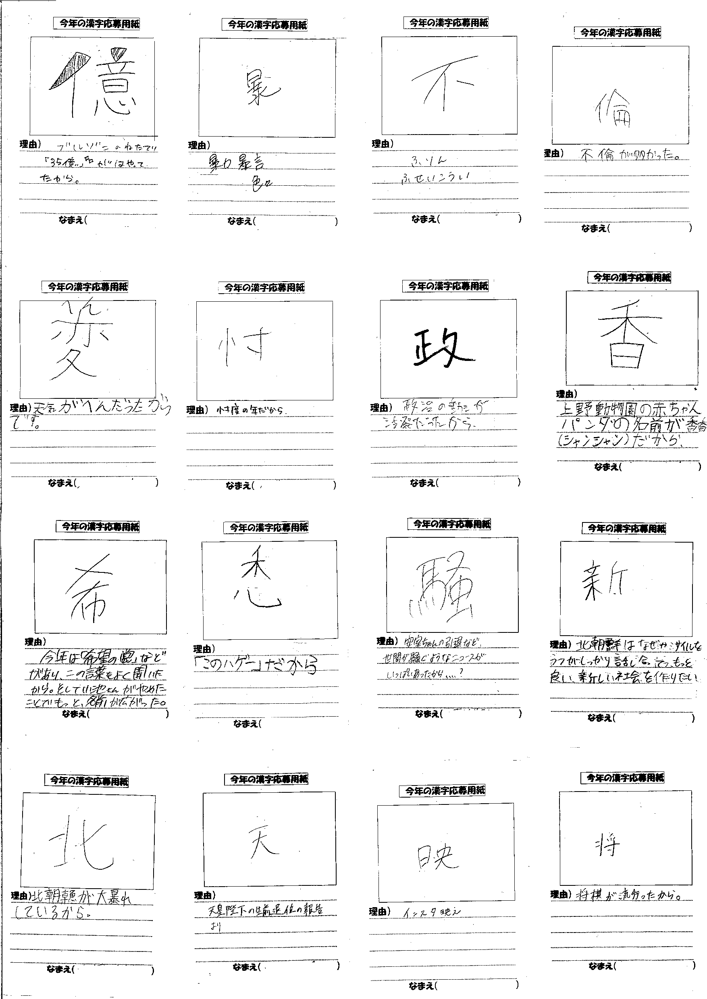 今年の漢字応募用紙
億
理由) ブルゾンのねたで
「35億。」が はやって
たから。
なまえ(
今年の漢字応募用紙
暴
理由)
暴力 暴言
色々
なまえ( )
今年の漢字応募用紙
不
理由)
ふりん
ふせいこうい
なまえ( )
今年の漢字応募用紙
倫
理由) 不倫が多かった。
なまえ( )
今年の漢字応募用紙
へん
変
理由) 天気がへんだったから
です。
なまえ( )
今年の漢字応募用紙
忖
理由) 忖度の年だから.
なまえ( )
今年の漢字応募用紙
政
理由) 政治の動きが
活発だったから.
なまえ( )
今年の漢字応募用紙
香
理由)
上野動物園の赤ちゃん
パンダの名前が香香
(シャンシャン)だから、
なまえ( )
今年の漢字応募用紙
希
理由)
今年は「希望の党」など
があり、この言葉をよく聞いた
から。そして小池さんがやめた
ことでもっと、名前が広がった。
なまえ( )
今年の漢字応募用紙
禿
心
理由)
「このハゲー」だから
なまえ(
今年の漢字応募用紙
騒
理由) 安室ちゃんの引退など、
世間が騒ぐようなニュースが
いっぱいあったから....?
なまえ( )
今年の漢字応募用紙
新
理由) 北朝鮮はなぜかミサイルを
うつがしっかり話し合って、もっと
良い、新しい社会を作りたい
なまえ( )
今年の漢字応募用紙
北
理由) 北朝鮮が大暴れ
しているから。
なまえ( )
今年の漢字応募用紙
天
理由)
天皇陛下の生前退位の報告
より
なまえ( )
今年の漢字応募用紙
映
理由) インスタ映え
なまえ( )
今年の漢字応募用紙
将
理由) 将棋が流行ったから。
なまえ( )